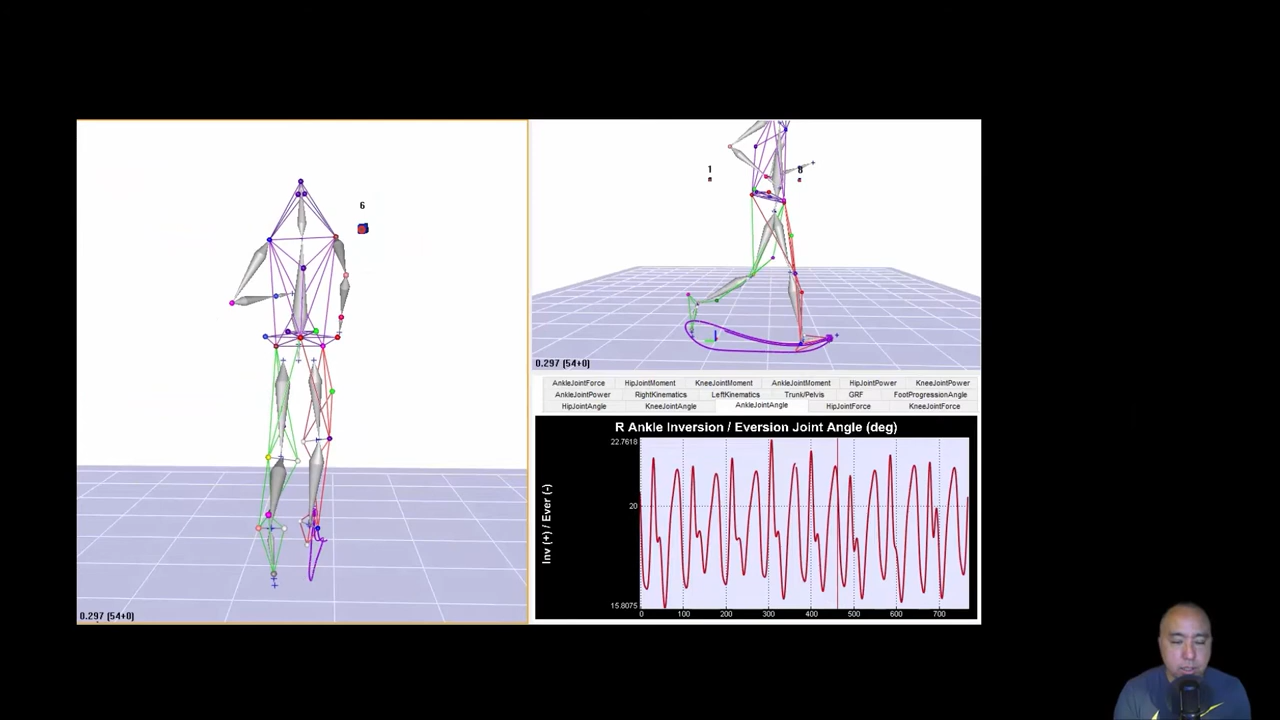 6
0.297 (54+0)
1
8
0.297 (54+0)
AnkleJointForce HipJointMoment KneeJointMoment AnkleJointMoment HipJointPower KneeJointPower
AnkleJointPower RightKinematics LeftKinematics Trunk/Pelvis GRF FootProgressionAngle
HipJointAngle KneeJointAngle AnkleJointAngle HipJointForce KneeJointForce
R Ankle Inversion / Eversion Joint Angle (deg)
Inv (+) / Ever (-)
22.7618
20
15.8075
0 100 200 300 400 500 600 700